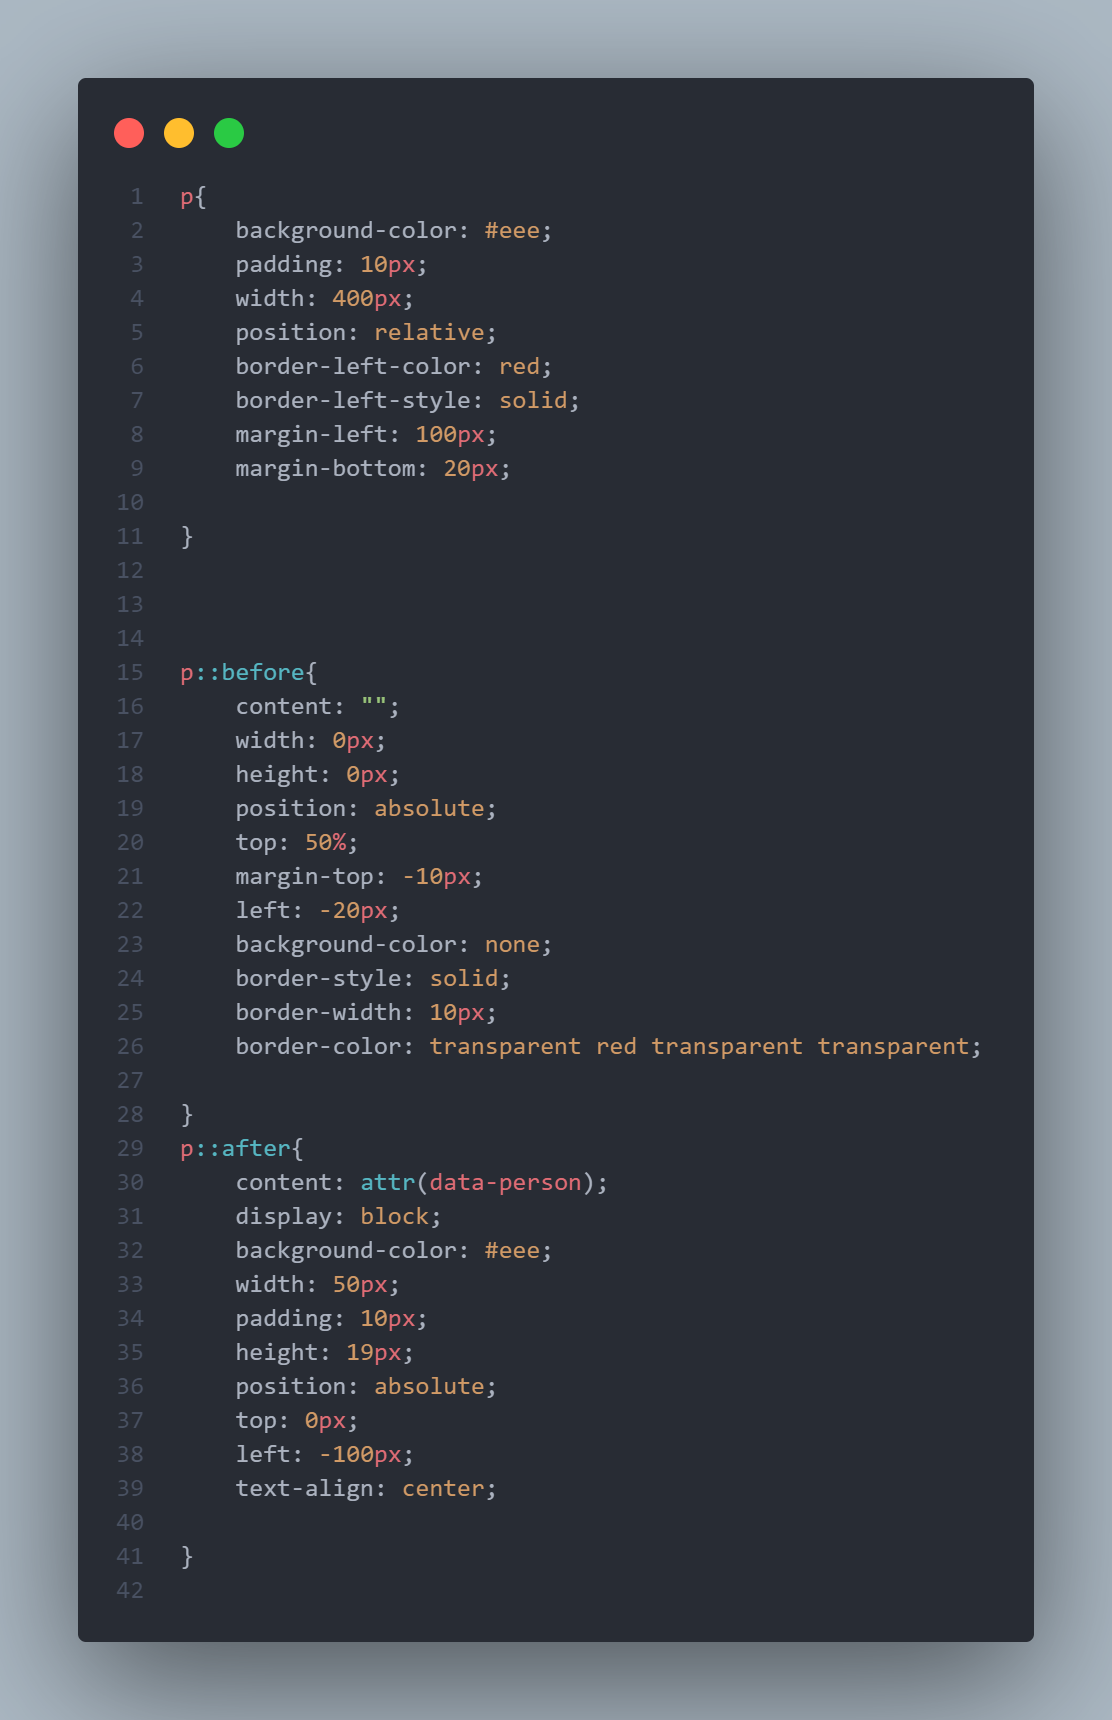 1 p{
2     background-color: #eee;
3     padding: 10px;
4     width: 400px;
5     position: relative;
6     border-left-color: red;
7     border-left-style: solid;
8     margin-left: 100px;
9     margin-bottom: 20px;
10
11 }
12
13
14
15 p::before{
16     content: "";
17     width: 0px;
18     height: 0px;
19     position: absolute;
20     top: 50%;
21     margin-top: -10px;
22     left: -20px;
23     background-color: none;
24     border-style: solid;
25     border-width: 10px;
26     border-color: transparent red transparent transparent;
27
28 }
29 p::after{
30     content: attr(data-person);
31     display: block;
32     background-color: #eee;
33     width: 50px;
34     padding: 10px;
35     height: 19px;
36     position: absolute;
37     top: 0px;
38     left: -100px;
39     text-align: center;
40
41 }
42